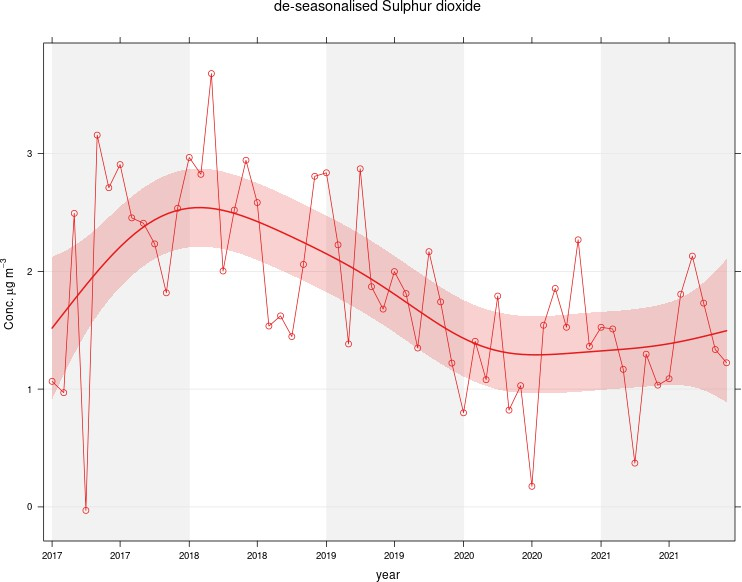 de-seasonalised Sulphur dioxide
Conc. µg m⁻³
3
2
1
0
2017 2017 2018 2018 2019 2019 2020 2020 2021 2021
year